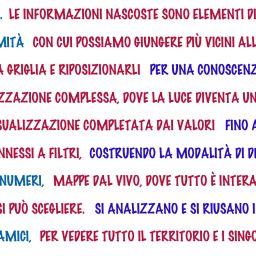 . LE INFORMAZIONI NASCOSTE SONO ELEMENTI DI
MITÀ CON CUI POSSIAMO GIUNGERE PIÙ VICINI ALL
A GRIGLIA E RIPOSIZIONARLI PER UNA CONOSCENZ
ZZAZIONE COMPLESSA, DOVE LA LUCE DIVENTA UN
SUALIZZAZIONE COMPLETATA DAI VALORI FINO A
NNESSI A FILTRI, COSTRUENDO LA MODALITÀ DI DI
NUMERI, MAPPE DAL VIVO, DOVE TUTTO È INTERA
SI PUÒ SCEGLIERE. SI ANALIZZANO E SI RIUSANO I
AMICI, PER VEDERE TUTTO IL TERRITORIO E I SINGO